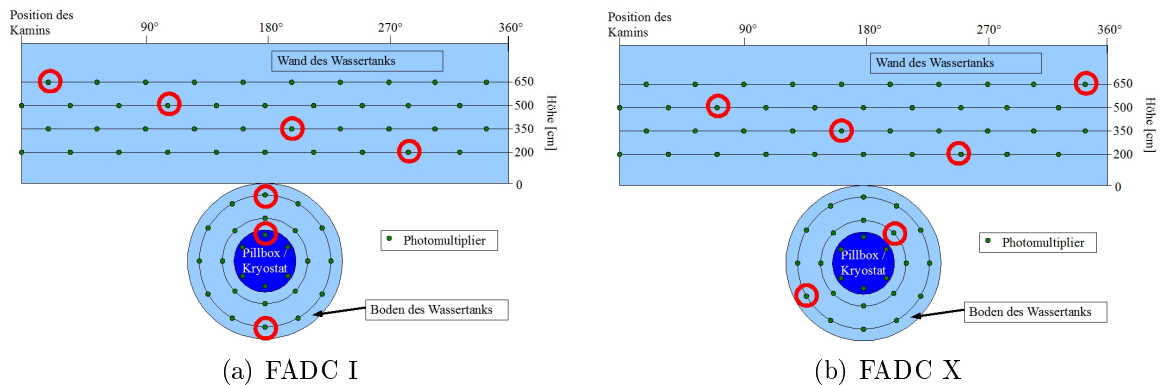 Position des
Kamins
90°
180°
270°
360°
Wand des Wassertanks
650
500
350
200
0
Höhe [cm]
Pillbox /
Kryostat
Photomultiplier
Boden des Wassertanks
(a) FADC I
Position des
Kamins
90°
180°
270°
360°
Wand des Wassertanks
650
500
350
200
0
Höhe [cm]
Pillbox /
Kryostat
Photomultiplier
Boden des Wassertanks
(b) FADC X